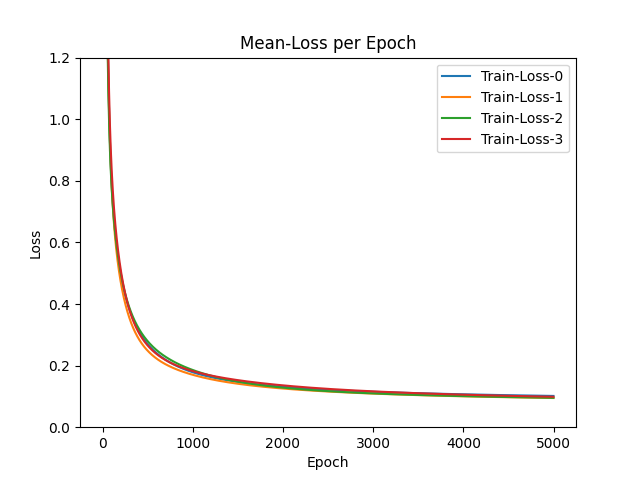 Mean-Loss per Epoch
Train-Loss-0
Train-Loss-1
Train-Loss-2
Train-Loss-3
1.2
1.0
0.8
0.6
0.4
0.2
0.0
Loss
0 1000 2000 3000 4000 5000
Epoch